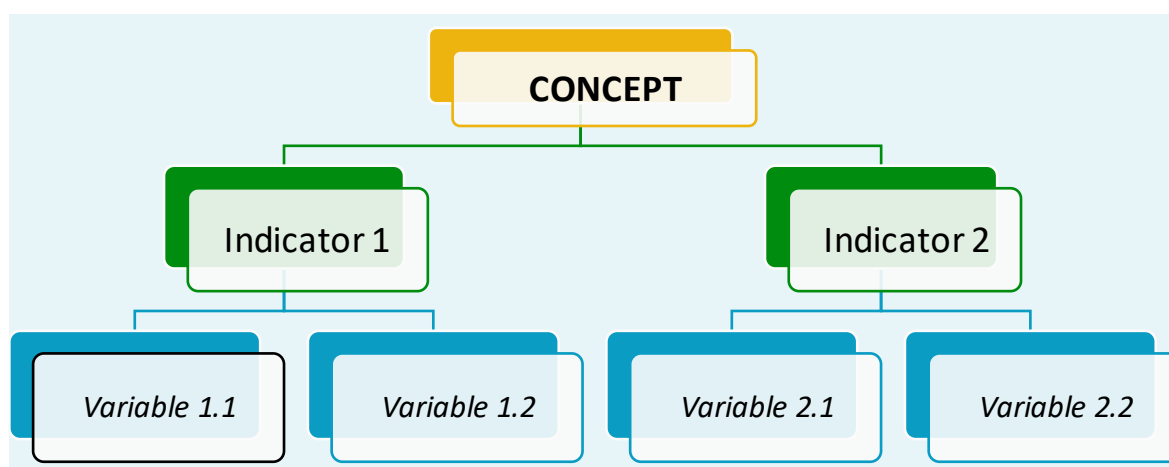 CONCEPT
Indicator 1
Indicator 2
Variable 1.1
Variable 1.2
Variable 2.1
Variable 2.2